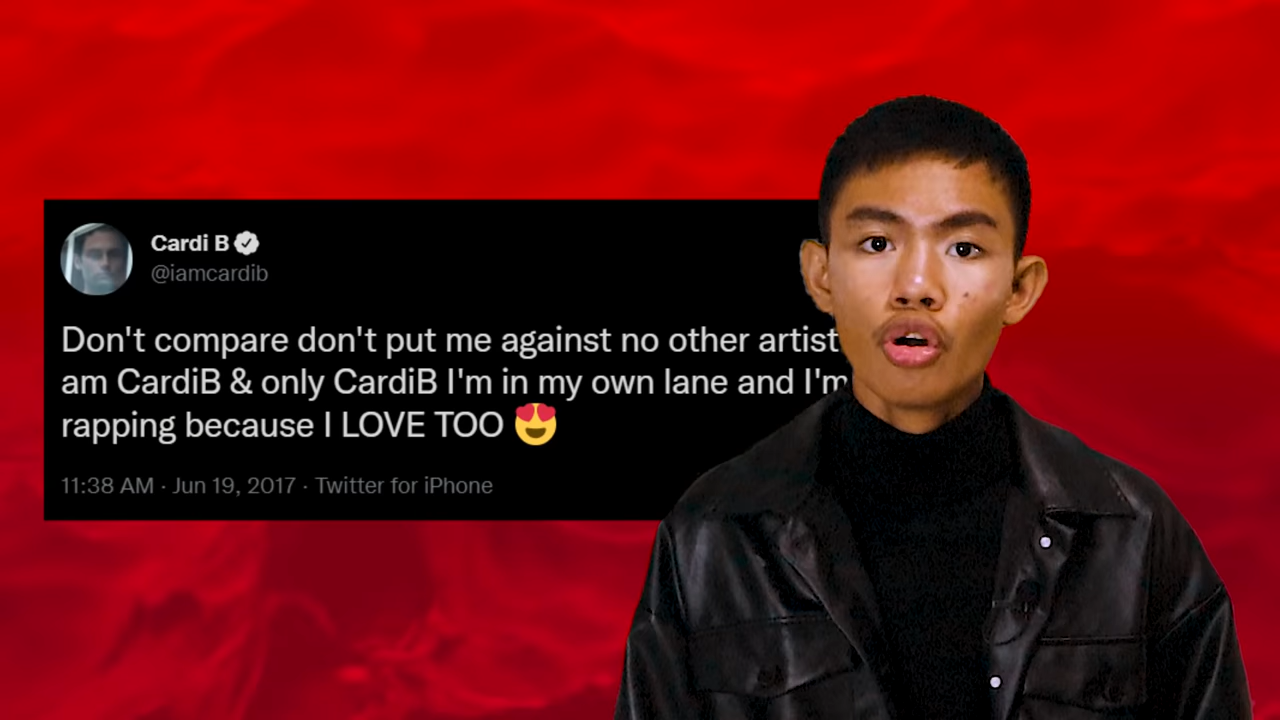 Cardi B
@iamcardib
Don't compare don't put me against no other artist
am CardiB & only CardiB I'm in my own lane and I'm
rapping because I LOVE TOO 😍
11:38 AM · Jun 19, 2017 · Twitter for iPhone